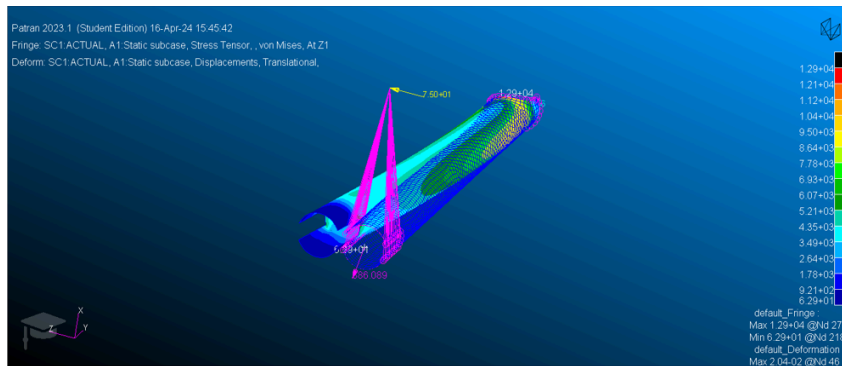 Patran 2023.1 (Student Edition) 16-Apr-24 15:45:42
Fringe: SC1:ACTUAL, A1:Static subcase, Stress Tensor, , von Mises, At Z1
Deform: SC1:ACTUAL, A1:Static subcase, Displacements, Translational,
7.50+01
1.29+04
6.29+01
X
Y
Z
1.29+04
1.21+04
1.12+04
1.04+04
9.50+03
8.64+03
7.78+03
6.93+03
6.07+03
5.21+03
4.35+03
3.49+03
2.64+03
1.78+03
9.21+02
6.29+01
default_Fringe :
Max 1.29+04 @Nd 27
Min 6.29+01 @Nd 218
default_Deformation
Max 2.04-02 @Nd 46